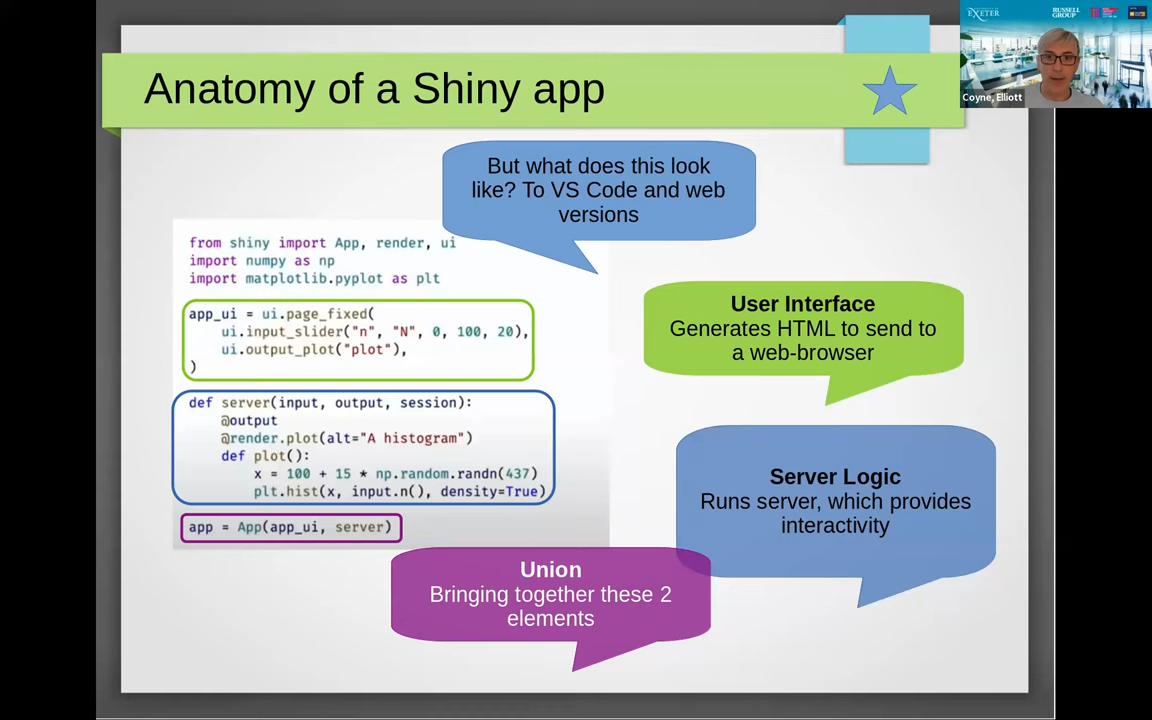 Anatomy of a Shiny app
EXETER
RUSSELL
GROUP
Coyne, Elliott
But what does this look
like? To VS Code and web
versions
from shiny import App, render, ui
import numpy as np
import matplotlib.pyplot as plt
app_ui = ui.page_fixed(
    ui.input_slider("n", "N", 0, 100, 20),
    ui.output_plot("plot"),
)
def server(input, output, session):
    @output
    @render.plot(alt="A histogram")
    def plot():
        x = 100 + 15 * np.random.randn(437)
        plt.hist(x, input.n(), density=True)
app = App(app_ui, server)
User Interface
Generates HTML to send to
a web-browser
Server Logic
Runs server, which provides
interactivity
Union
Bringing together these 2
elements